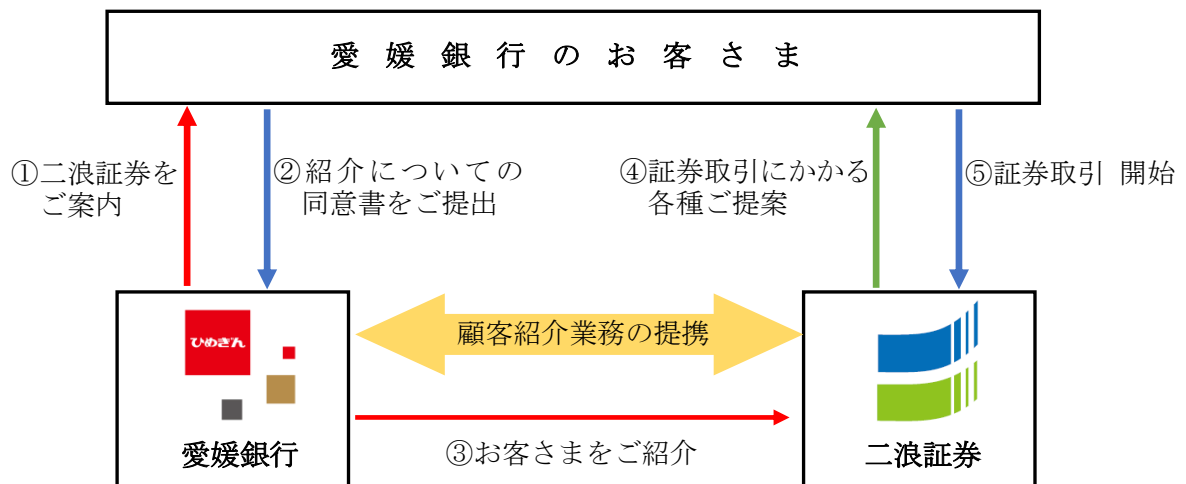 愛媛銀行のお客さま
①二浪証券を
ご案内
②紹介についての
同意書をご提出
④証券取引にかかる
各種ご提案
⑤証券取引 開始
顧客紹介業務の提携
ひめぎん
愛媛銀行
③お客さまをご紹介
二浪証券